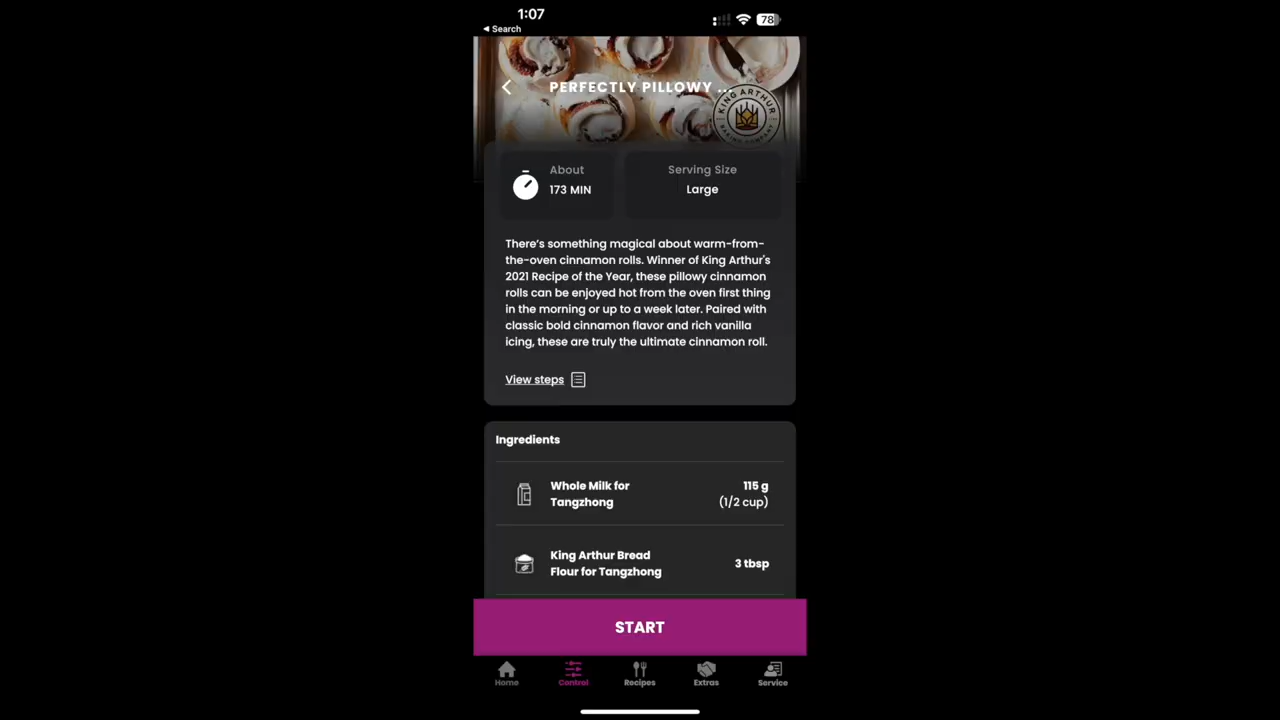 1:07
78
◀ Search
PERFECTLY PILLOWY ...
KING ARTHUR
BAKING COMPANY
About
173 MIN
Serving Size
Large
There's something magical about warm-from-
the-oven cinnamon rolls. Winner of King Arthur's
2021 Recipe of the Year, these pillowy cinnamon
rolls can be enjoyed hot from the oven first thing
in the morning or up to a week later. Paired with
classic bold cinnamon flavor and rich vanilla
icing, these are truly the ultimate cinnamon roll.
View steps
Ingredients
Whole Milk for
Tangzhong
115 g
(1/2 cup)
King Arthur Bread
Flour for Tangzhong
3 tbsp
START
Home
Control
Recipes
Extras
Service